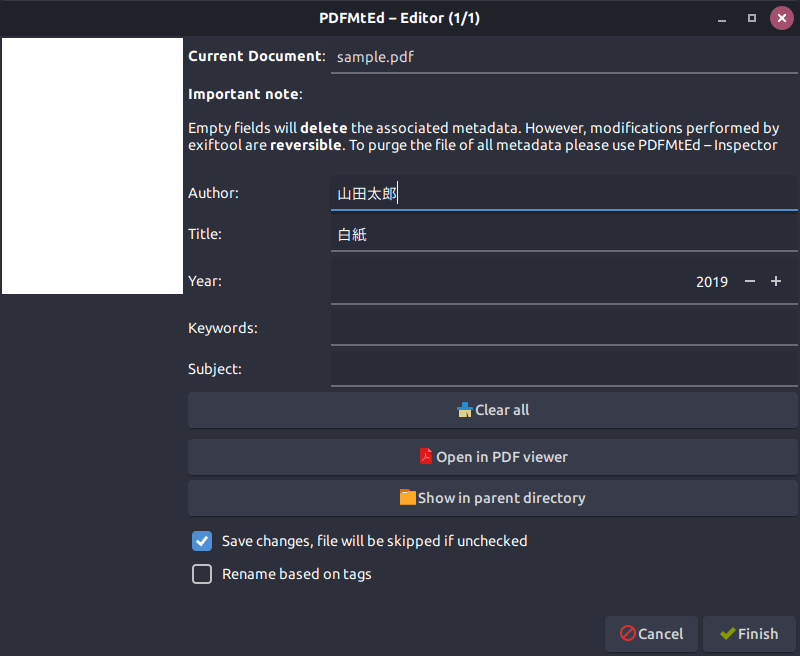 PDFMtEd – Editor (1/1)
Current Document: sample.pdf
Important note:
Empty fields will delete the associated metadata. However, modifications performed by
exiftool are reversible. To purge the file of all metadata please use PDFMtEd – Inspector
Author: 山田太郎
Title: 白紙
Year: 2019 − +
Keywords:
Subject:
Clear all
Open in PDF viewer
Show in parent directory
Save changes, file will be skipped if unchecked
Rename based on tags
Cancel Finish